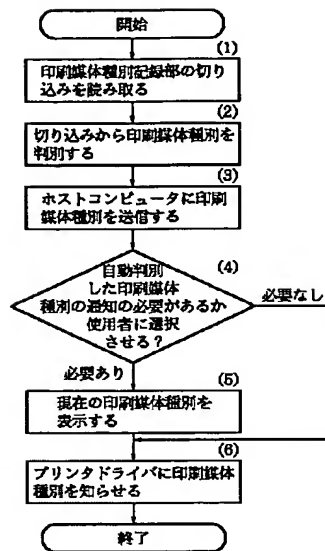 開始
(1)
印刷媒体種別記録部の切り
込みを読み取る
(2)
切り込みから印刷媒体種別を
判別する
(3)
ホストコンピュータに印刷
媒体種別を送信する
(4)
自動判別
した印刷媒体
種別の通知の必要があるか
使用者に選択
させる?
必要なし
必要あり
(5)
現在の印刷媒体種別を
表示する
(6)
プリンタドライバに印刷媒体
種別を知らせる
終了